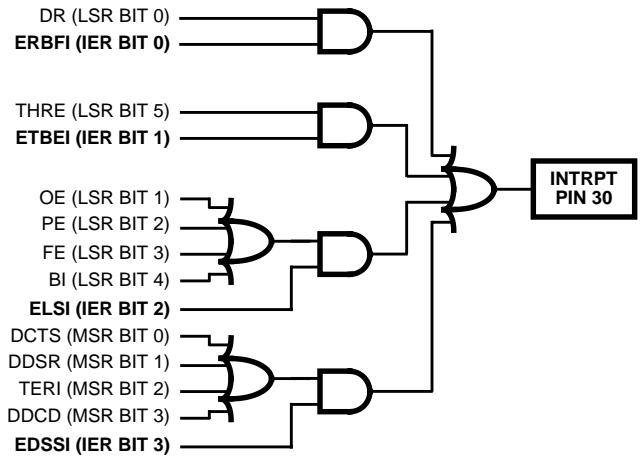 DR (LSR BIT 0)
ERBFI (IER BIT 0)
THRE (LSR BIT 5)
ETBEI (IER BIT 1)
OE (LSR BIT 1)
PE (LSR BIT 2)
FE (LSR BIT 3)
BI (LSR BIT 4)
ELSI (IER BIT 2)
DCTS (MSR BIT 0)
DDSR (MSR BIT 1)
TERI (MSR BIT 2)
DDCD (MSR BIT 3)
EDSSI (IER BIT 3)
INTRPT
PIN 30